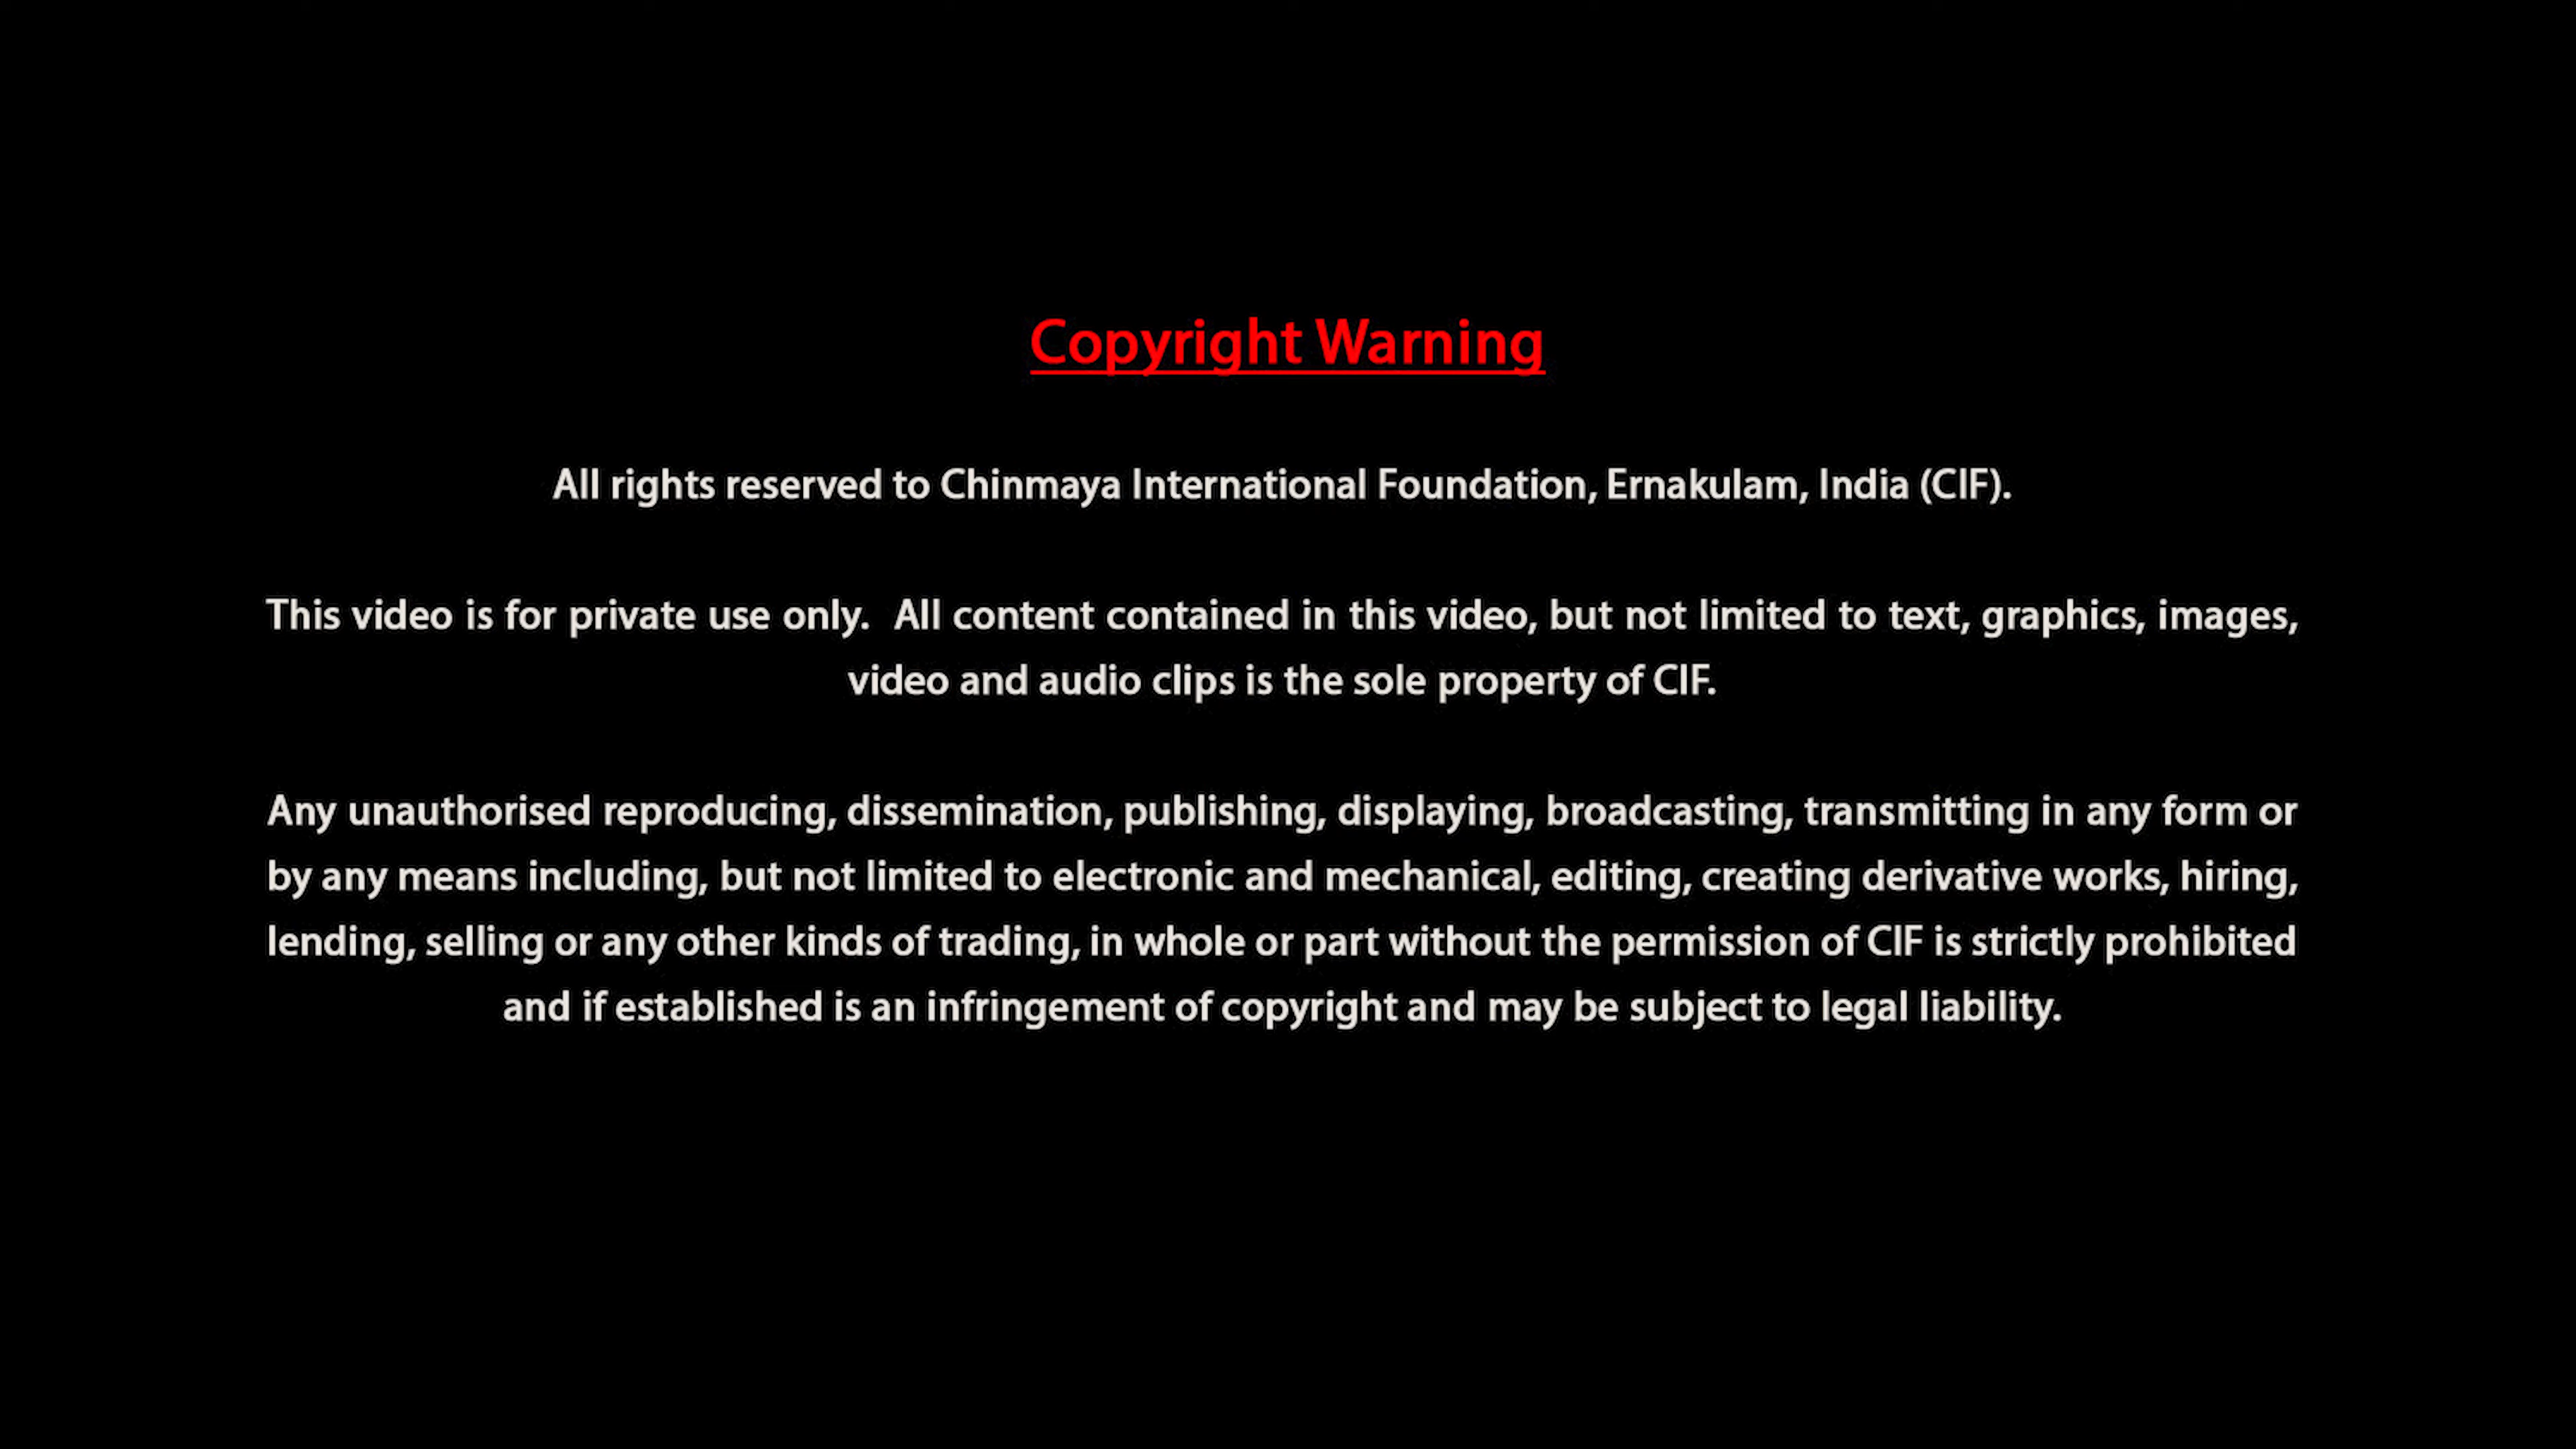 Copyright Warning
All rights reserved to Chinmaya International Foundation, Ernakulam, India (CIF).
This video is for private use only.  All content contained in this video, but not limited to text, graphics, images,
video and audio clips is the sole property of CIF.
Any unauthorised reproducing, dissemination, publishing, displaying, broadcasting, transmitting in any form or
by any means including, but not limited to electronic and mechanical, editing, creating derivative works, hiring,
lending, selling or any other kinds of trading, in whole or part without the permission of CIF is strictly prohibited
and if established is an infringement of copyright and may be subject to legal liability.